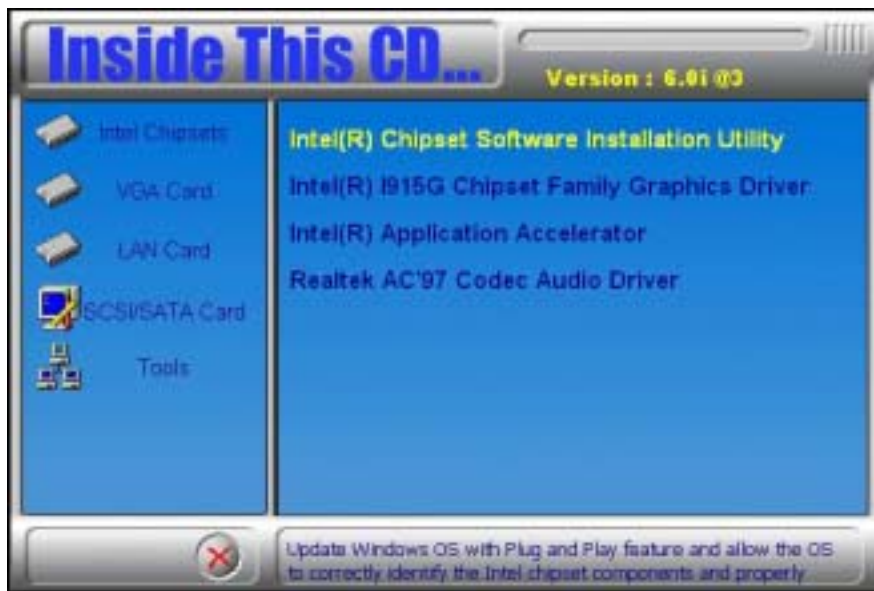 Inside This CD...
Version : 6.0i @3
Intel Chipsets
VGA Card
LAN Card
SCSI/SATA Card
Tools
Intel(R) Chipset Software Installation Utility
Intel(R) I915G Chipset Family Graphics Driver
Intel(R) Application Accelerator
Realtek AC'97 Codec Audio Driver
Update Windows OS with Plug and Play feature and allow the OS
to correctly identify the Intel chipset components and properly